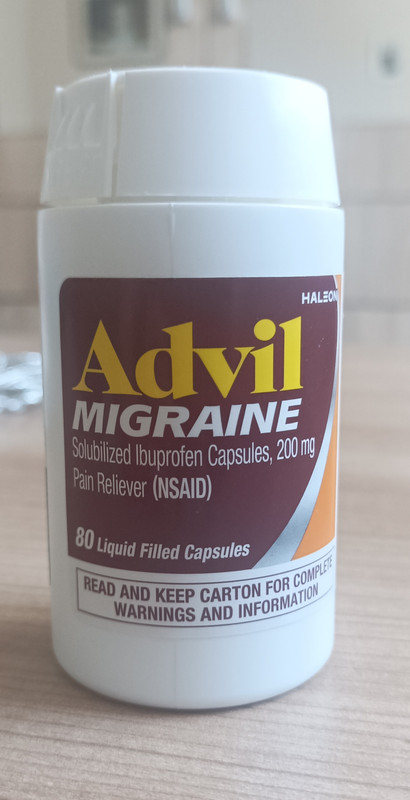 HALEON
Advil
MIGRAINE
Solubilized Ibuprofen Capsules, 200 mg
Pain Reliever (NSAID)
80 Liquid Filled Capsules
READ AND KEEP CARTON FOR COMPLETE
WARNINGS AND INFORMATION